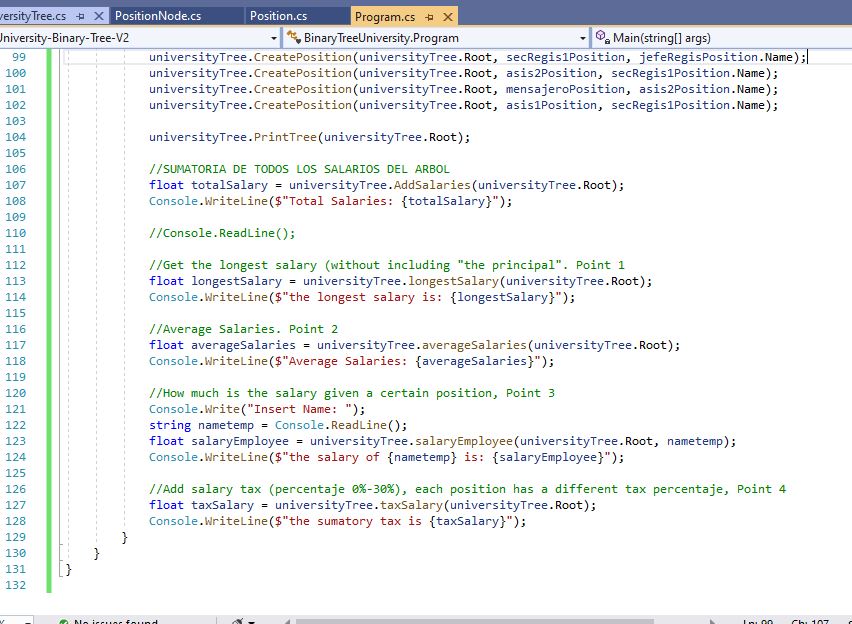 versityTree.cs PositionNode.cs Position.cs Program.cs
University-Binary-Tree-V2 BinaryTreeUniversity.Program Main(string[] args)
99 universityTree.CreatePosition(universityTree.Root, secRegis1Position, jefeRegisPosition.Name);
100 universityTree.CreatePosition(universityTree.Root, asis2Position, secRegis1Position.Name);
101 universityTree.CreatePosition(universityTree.Root, mensajeroPosition, asis2Position.Name);
102 universityTree.CreatePosition(universityTree.Root, asis1Position, secRegis1Position.Name);
103
104 universityTree.PrintTree(universityTree.Root);
105
106 //SUMATORIA DE TODOS LOS SALARIOS DEL ARBOL
107 float totalSalary = universityTree.AddSalaries(universityTree.Root);
108 Console.WriteLine($"Total Salaries: {totalSalary}");
109
110 //Console.ReadLine();
111
112 //Get the longest salary (without including "the principal". Point 1
113 float longestSalary = universityTree.longestSalary(universityTree.Root);
114 Console.WriteLine($"the longest salary is: {longestSalary}");
115
116 //Average Salaries. Point 2
117 float averageSalaries = universityTree.averageSalaries(universityTree.Root);
118 Console.WriteLine($"Average Salaries: {averageSalaries}");
119
120 //How much is the salary given a certain position, Point 3
121 Console.Write("Insert Name: ");
122 string nametemp = Console.ReadLine();
123 float salaryEmployee = universityTree.salaryEmployee(universityTree.Root, nametemp);
124 Console.WriteLine($"the salary of {nametemp} is: {salaryEmployee}");
125
126 //Add salary tax (percentaje 0%-30%), each position has a different tax percentaje, Point 4
127 float taxSalary = universityTree.taxSalary(universityTree.Root);
128 Console.WriteLine($"the sumatory tax is {taxSalary}");
129 }
130 }
131 }
132
No issues found Ln: 99 Ch: 107